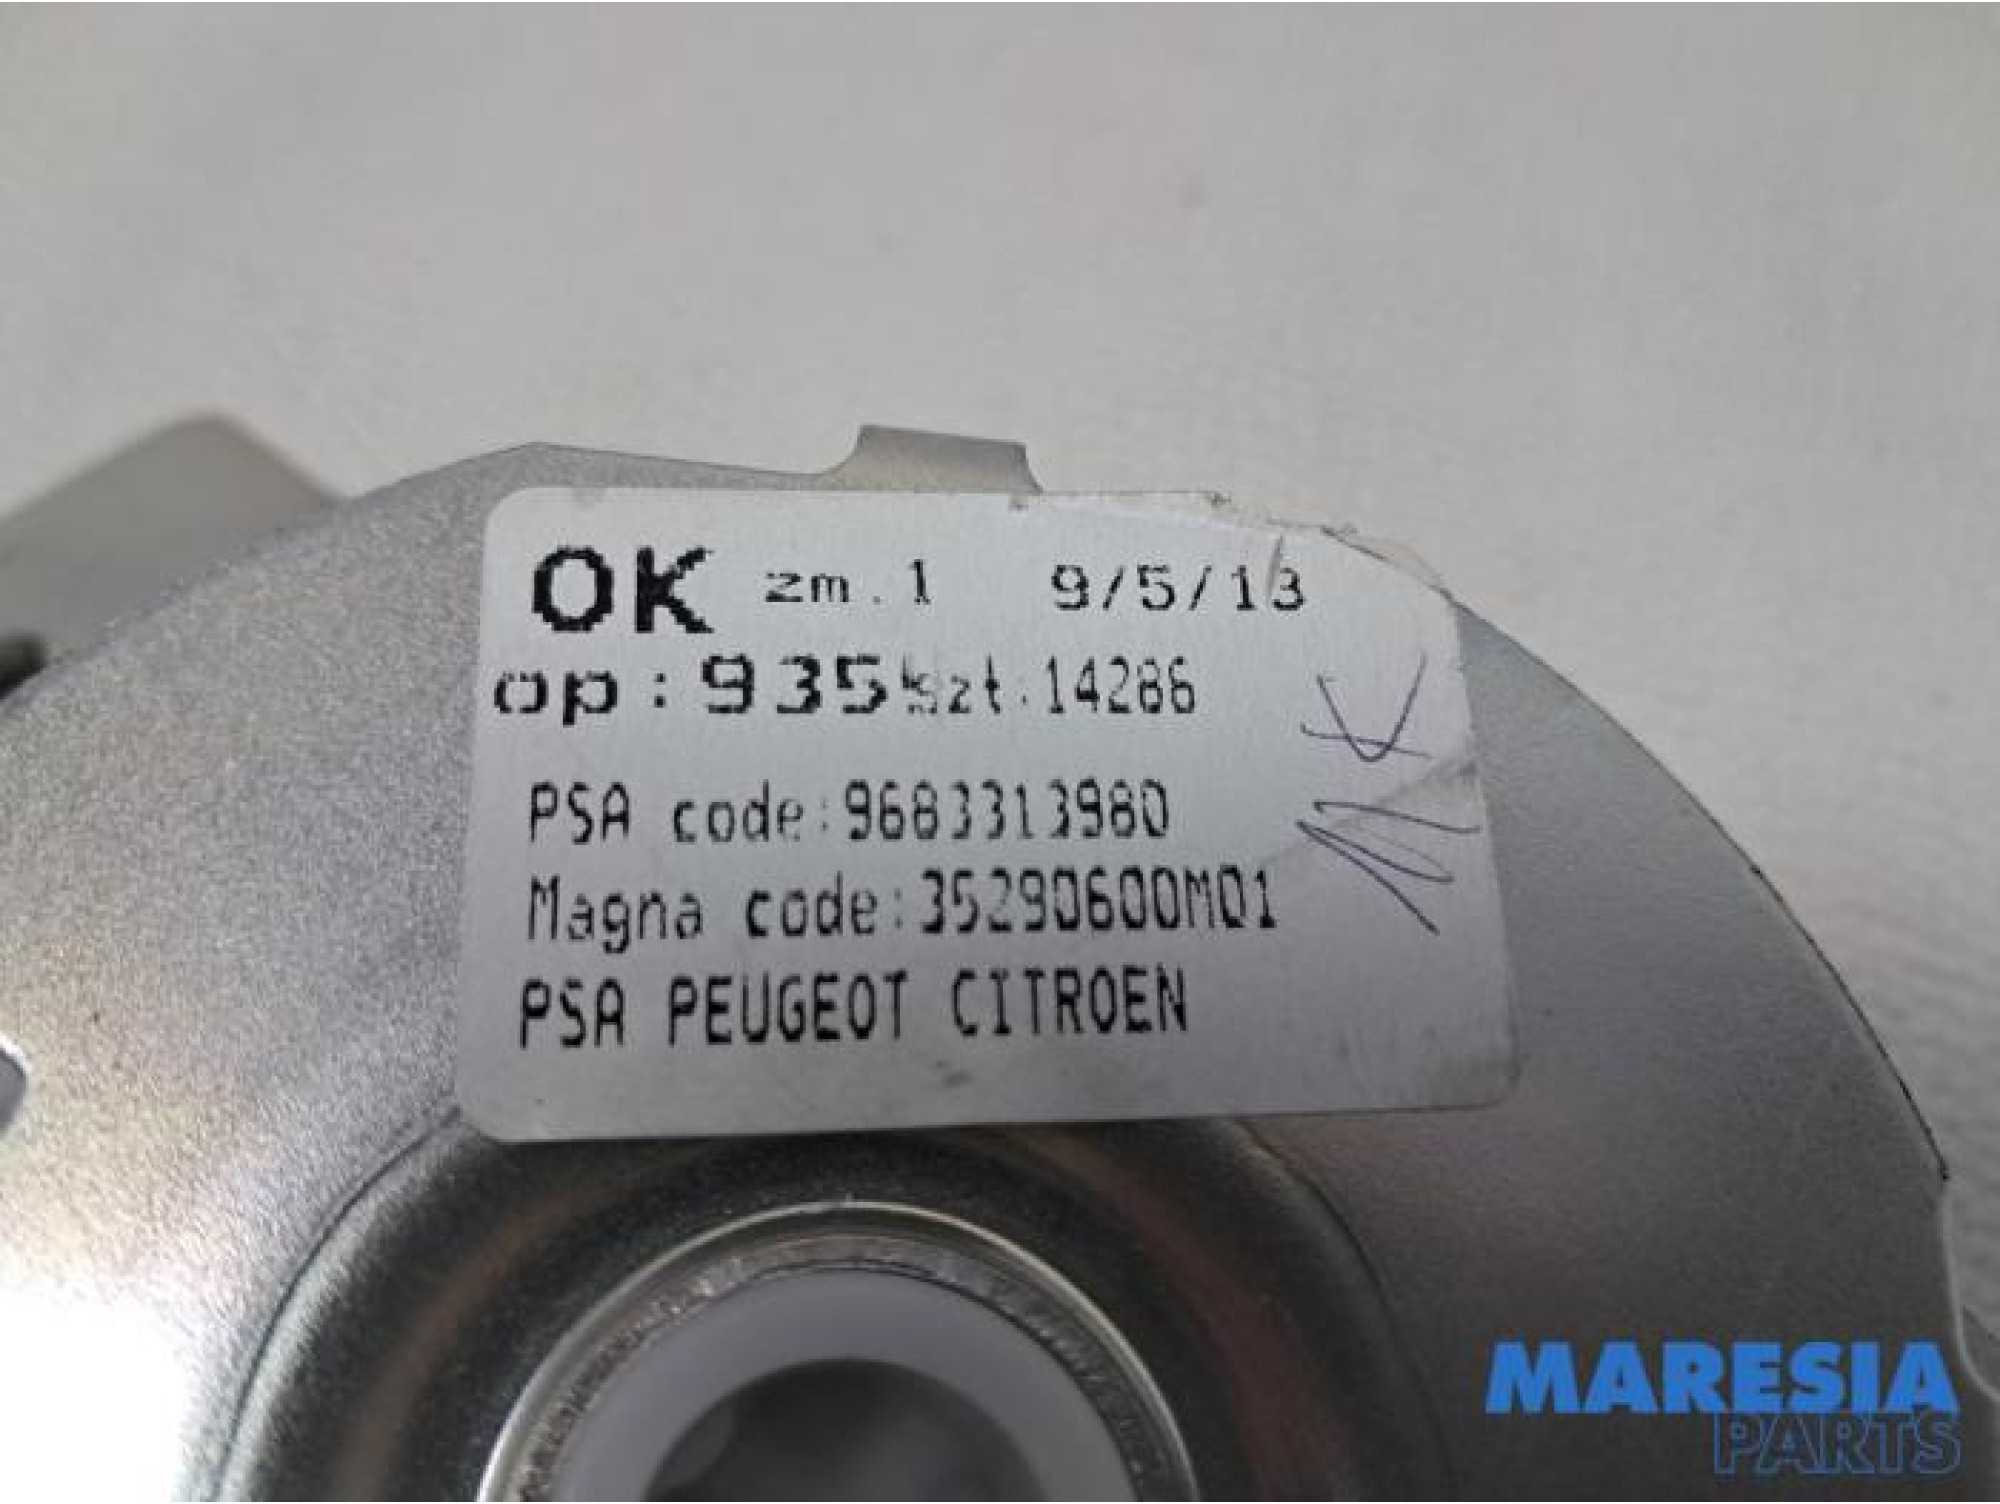 OK zm.1 9/5/13
op:935 szt.14286
PSA code:9683313980
Magna code:35290600M01
PSA PEUGEOT CITROEN
MARESIA
PARTS